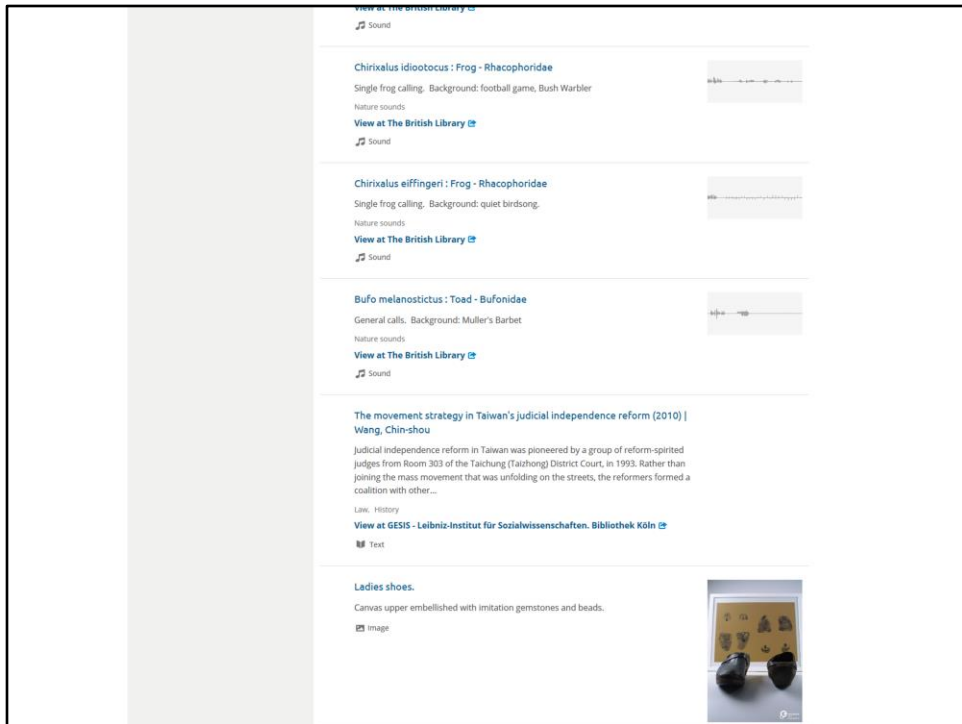 View at The British Library
Sound
Chirixalus idiootocus : Frog - Rhacophoridae
Single frog calling. Background: football game, Bush Warbler
Nature sounds
View at The British Library
Sound
Chirixalus eiffingeri : Frog - Rhacophoridae
Single frog calling. Background: quiet birdsong.
Nature sounds
View at The British Library
Sound
Bufo melanostictus : Toad - Bufonidae
General calls. Background: Muller's Barbet
Nature sounds
View at The British Library
Sound
The movement strategy in Taiwan's judicial independence reform (2010) |
Wang, Chin-shou
Judicial independence reform in Taiwan was pioneered by a group of reform-spirited
judges from Room 303 of the Taichung (Taizhong) District Court, in 1993. Rather than
joining the mass movement that was unfolding on the streets, the reformers formed a
coalition with other...
Law, History
View at GESIS - Leibniz-Institut für Sozialwissenschaften. Bibliothek Köln
Text
Ladies shoes.
Canvas upper embellished with imitation gemstones and beads.
Image